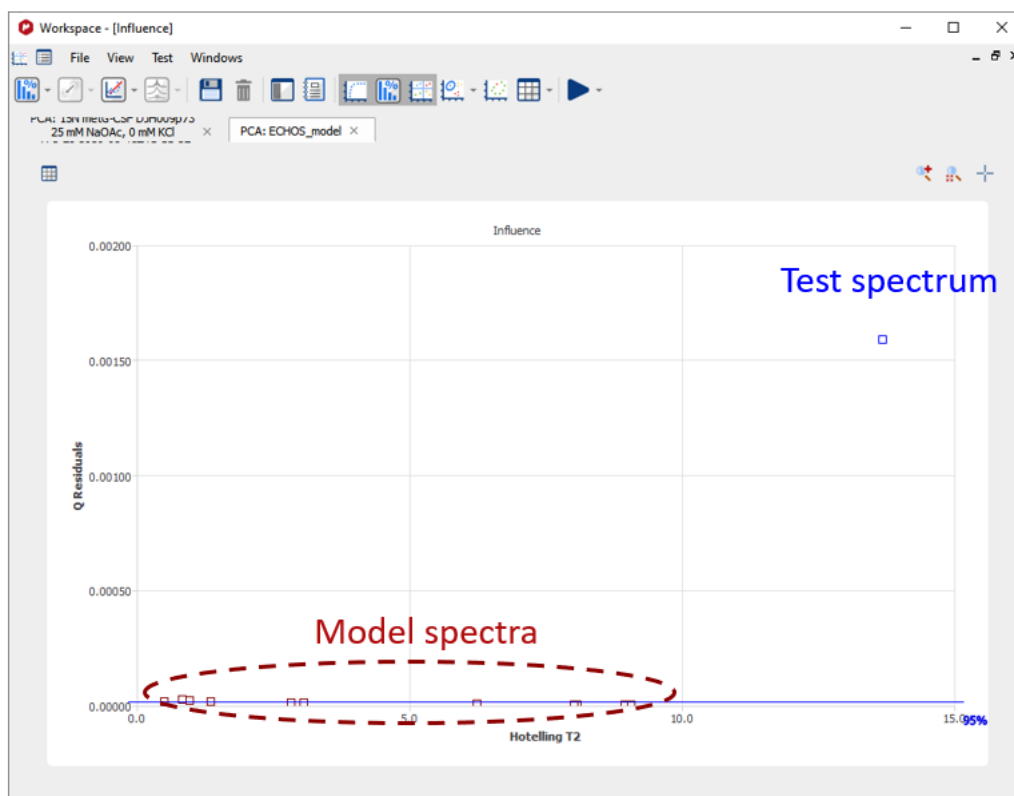 Workspace - [Influence]
File View Test Windows
25 mM NaOAc, 0 mM KCl
PCA: ECHOS_model
Influence
0.00200
Test spectrum
0.00150
Q Residuals
0.00100
0.00050
Model spectra
0.00000
0.0 5.0 10.0 15.0 95%
Hotelling T2